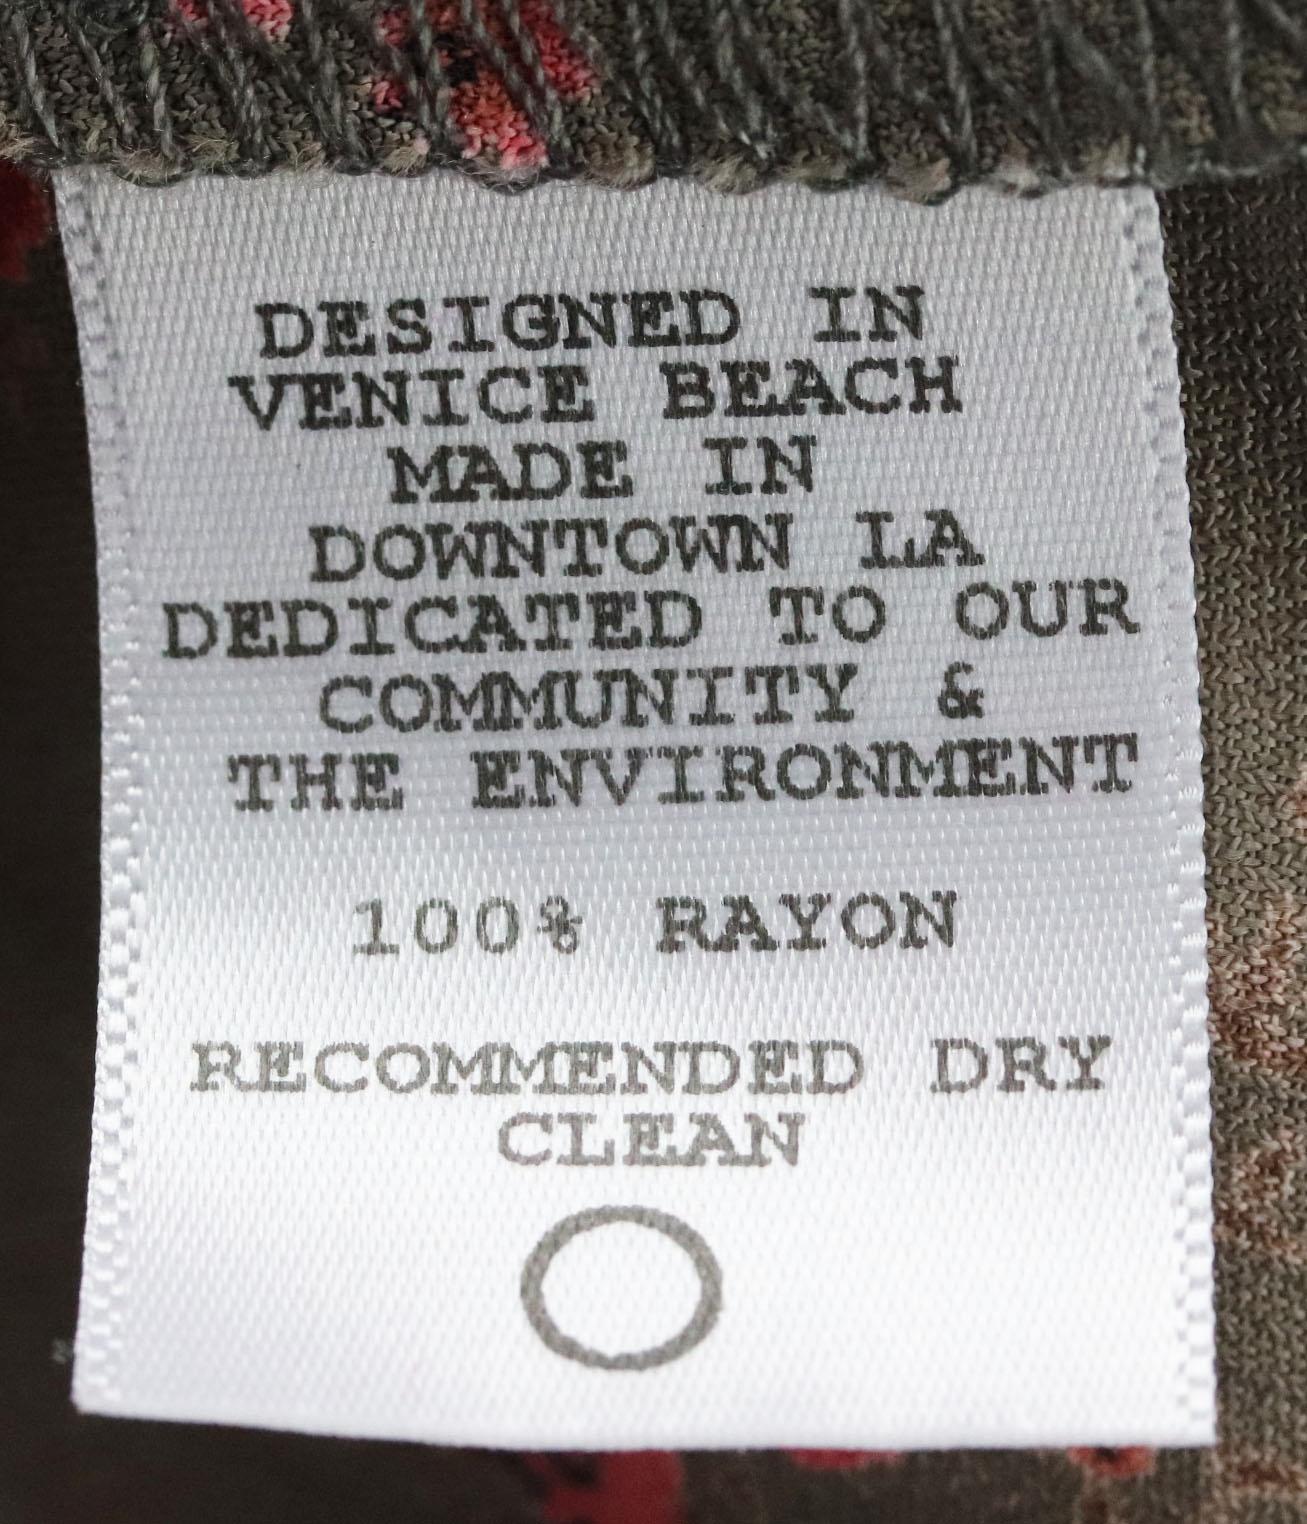 DESIGNED IN
VENICE BEACH
MADE IN
DOWNTOWN LA
DEDICATED TO OUR
COMMUNITY &
THE ENVIRONMENT
100% RAYON
RECOMMENDED DRY
CLEAN